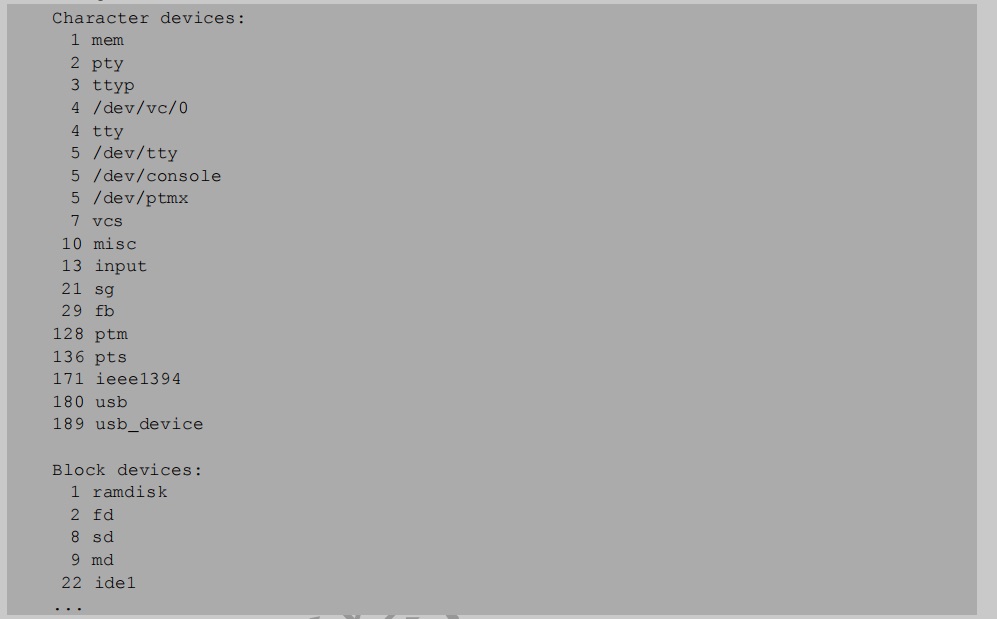 Character devices:
1 mem
2 pty
3 ttyp
4 /dev/vc/0
4 tty
5 /dev/tty
5 /dev/console
5 /dev/ptmx
7 vcs
10 misc
13 input
21 sg
29 fb
128 ptm
136 pts
171 ieee1394
180 usb
189 usb_device
Block devices:
1 ramdisk
2 fd
8 sd
9 md
22 ide1
...